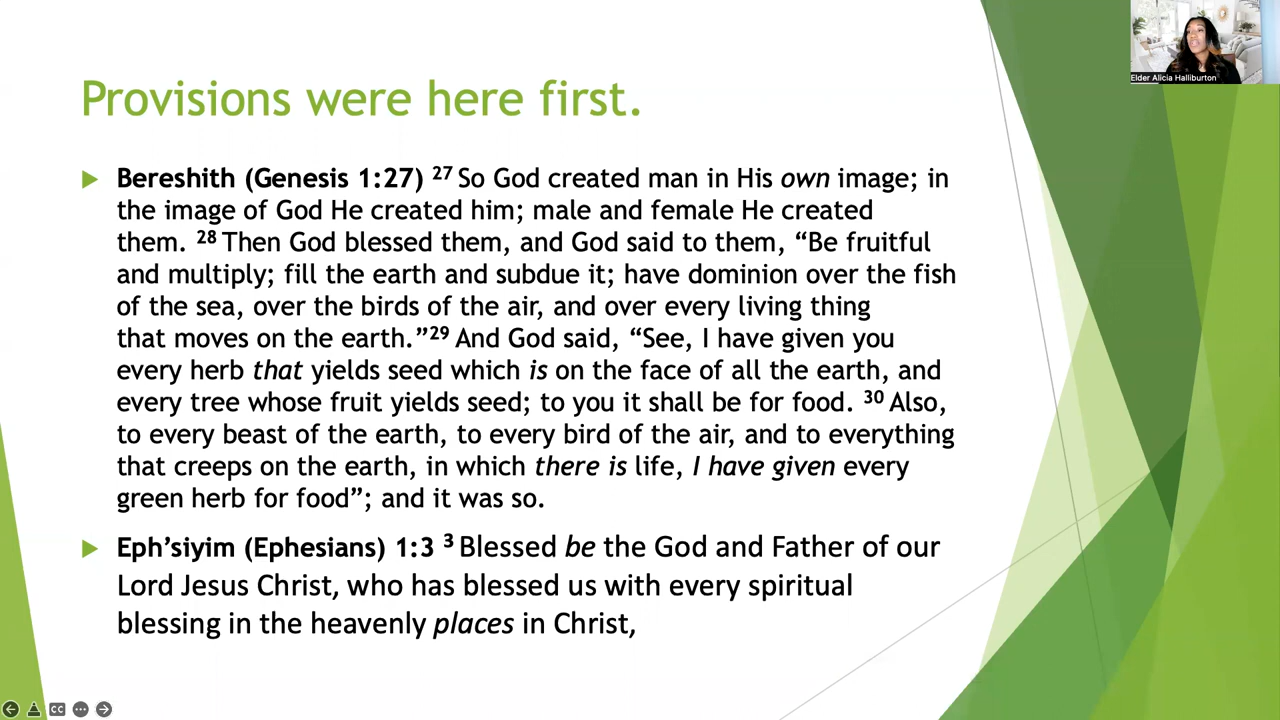 Elder Alicia Halliburton
Provisions were here first.
Bereshith (Genesis 1:27) 27 So God created man in His own image; in
the image of God He created him; male and female He created
them. 28 Then God blessed them, and God said to them, “Be fruitful
and multiply; fill the earth and subdue it; have dominion over the fish
of the sea, over the birds of the air, and over every living thing
that moves on the earth.”29 And God said, “See, I have given you
every herb that yields seed which is on the face of all the earth, and
every tree whose fruit yields seed; to you it shall be for food. 30 Also,
to every beast of the earth, to every bird of the air, and to everything
that creeps on the earth, in which there is life, I have given every
green herb for food”; and it was so.
Eph’siyim (Ephesians) 1:3 3 Blessed be the God and Father of our
Lord Jesus Christ, who has blessed us with every spiritual
blessing in the heavenly places in Christ,
CC